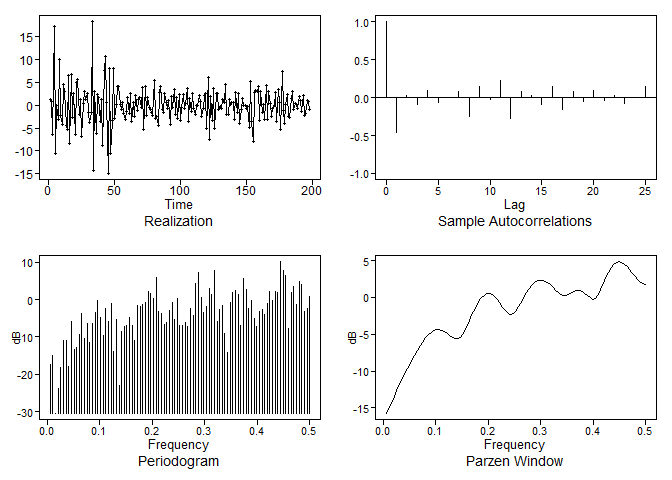 15
10
5
0
-5
-10
-15
0 50 100 150 200
Time
Realization
1.0
0.5
0.0
-0.5
-1.0
0 5 10 15 20 25
Lag
Sample Autocorrelations
dB
10
0
-10
-20
-30
0.0 0.1 0.2 0.3 0.4 0.5
Frequency
Periodogram
dB
5
0
-5
-10
-15
0.0 0.1 0.2 0.3 0.4 0.5
Frequency
Parzen Window